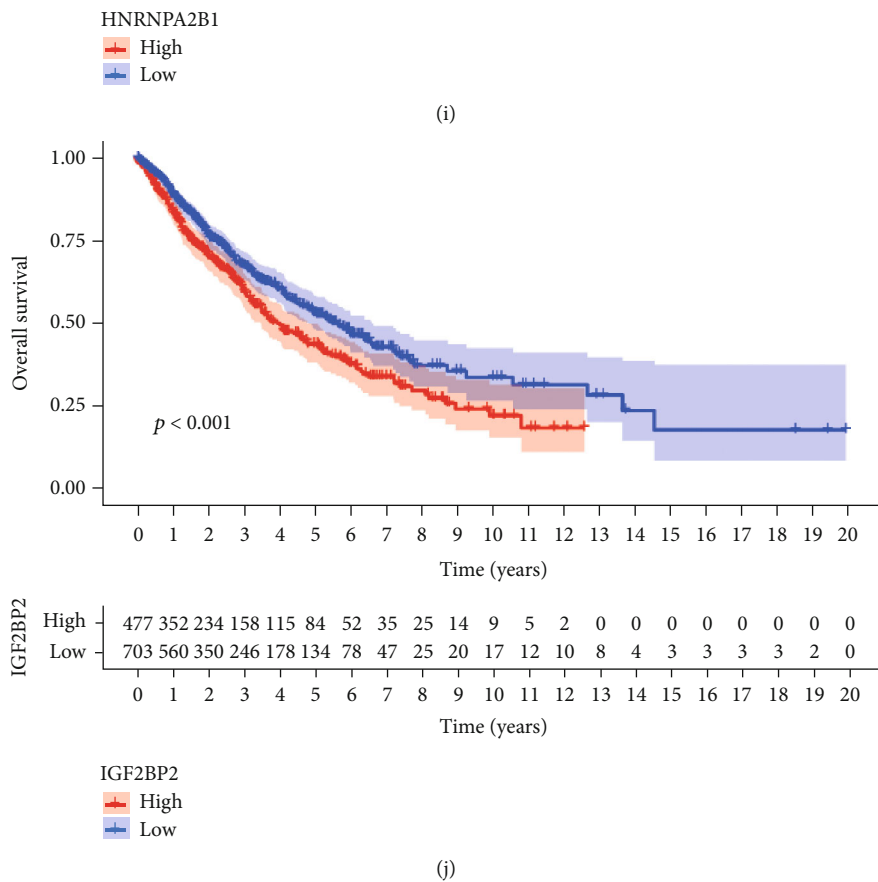 HNRNPA2B1
High
Low
(i)
Overall survival
1.00
0.75
0.50
0.25
0.00
p < 0.001
0 1 2 3 4 5 6 7 8 9 10 11 12 13 14 15 16 17 18 19 20
Time (years)
IGF2BP2
High 477 352 234 158 115 84 52 35 25 14 9 5 2 0 0 0 0 0 0 0 0
Low 703 560 350 246 178 134 78 47 25 20 17 12 10 8 4 3 3 3 3 2 0
0 1 2 3 4 5 6 7 8 9 10 11 12 13 14 15 16 17 18 19 20
Time (years)
IGF2BP2
High
Low
(j)